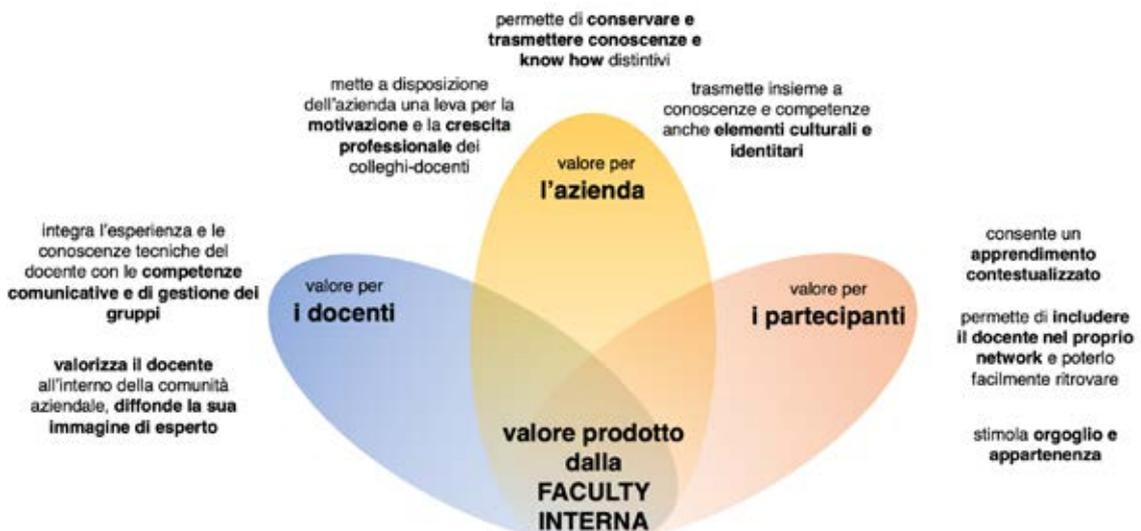 permette di conservare e
trasmettere conoscenze e
know how distintivi
mette a disposizione
dell'azienda una leva per la
motivazione e la crescita
professionale dei
colleghi-docenti
trasmette insieme a
conoscenze e competenze
anche elementi culturali e
identitari
valore per
l'azienda
integra l'esperienza e le
conoscenze tecniche del
docente con le competenze
comunicative e di gestione dei
gruppi
valorizza il docente
all'interno della comunità
aziendale, diffonde la sua
immagine di esperto
valore per
i docenti
valore per
i partecipanti
consente un
apprendimento
contestualizzato
permette di includere
il docente nel proprio
network e poterlo
facilmente ritrovare
stimola orgoglio e
appartenenza
valore prodotto
dalla
FACULTY
INTERNA